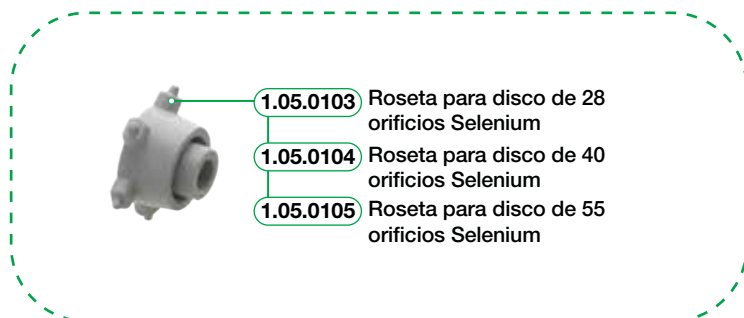 1.05.0103 Roseta para disco de 28
orificios Selenium
1.05.0104 Roseta para disco de 40
orificios Selenium
1.05.0105 Roseta para disco de 55
orificios Selenium